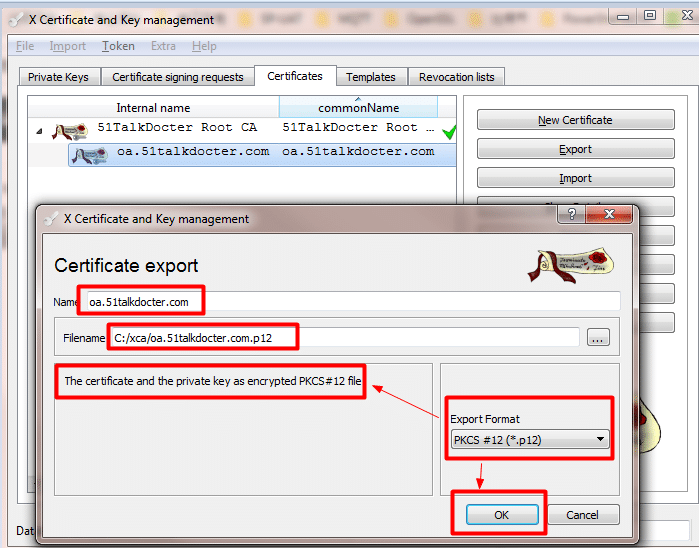 X Certificate and Key management
File Import Token Extra Help
Private Keys Certificate signing requests Certificates Templates Revocation lists
Internal name commonName
51TalkDocter Root CA 51TalkDocter Root ...
oa.51talkdocter.com oa.51talkdocter.com
New Certificate
Export
Import
X Certificate and Key management
Certificate export
Name oa.51talkdocter.com
Filename C:/xca/oa.51talkdocter.com.p12 ...
The certificate and the private key as encrypted PKCS#12 file
Export Format
PKCS #12 (*.p12)
OK Cancel
Dat